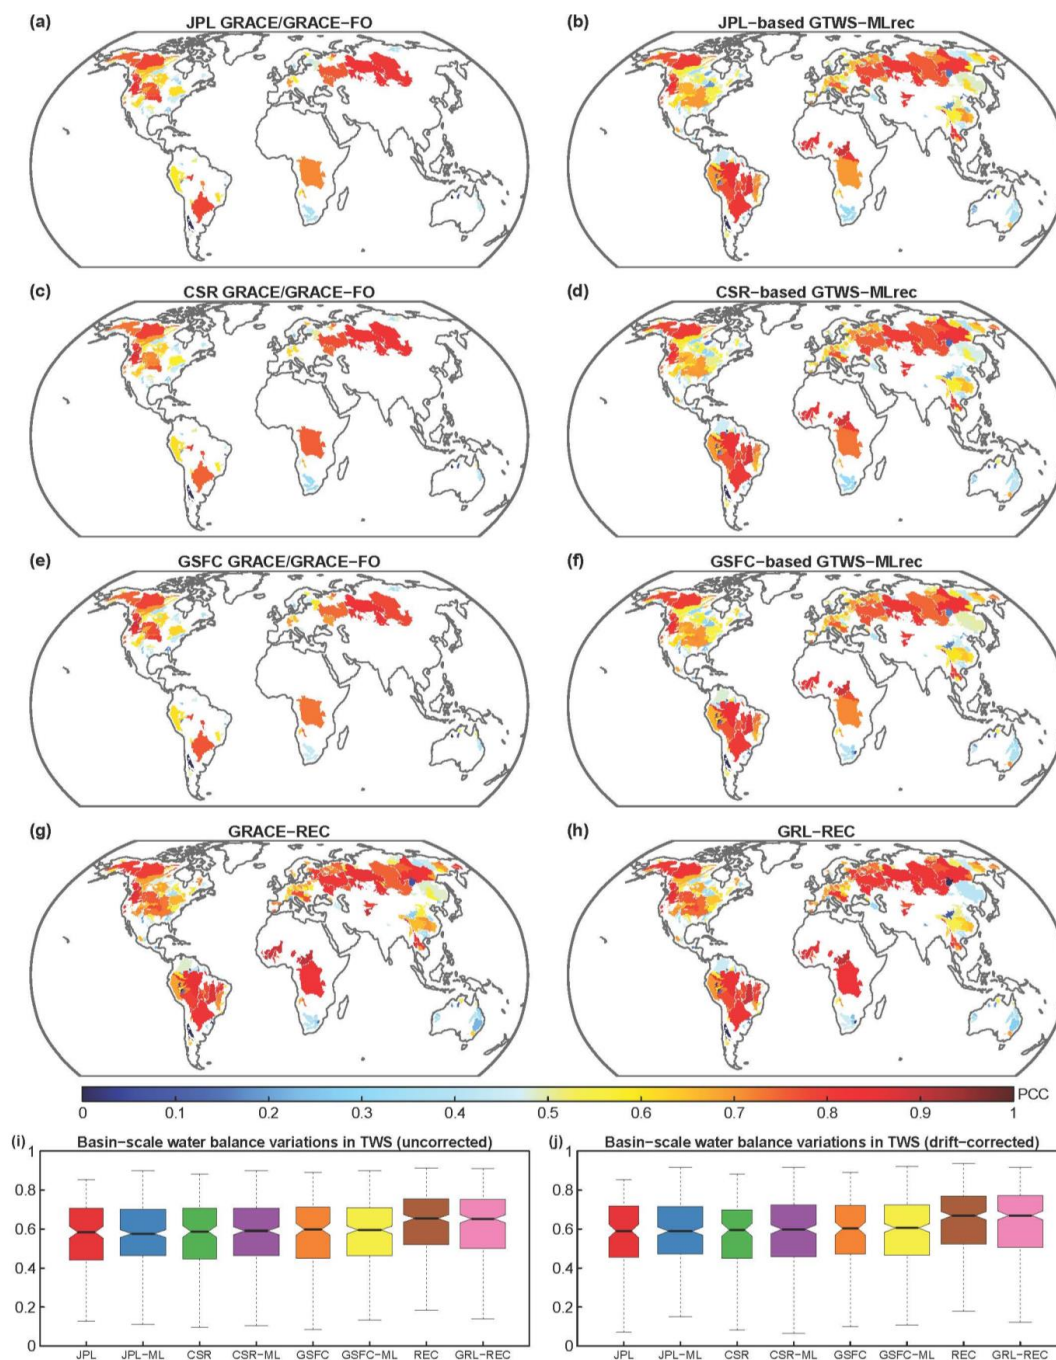 (a) JPL GRACE/GRACE-FO
(b) JPL-based GTWS-MLrec
(c) CSR GRACE/GRACE-FO
(d) CSR-based GTWS-MLrec
(e) GSFC GRACE/GRACE-FO
(f) GSFC-based GTWS-MLrec
(g) GRACE-REC
(h) GRL-REC
PCC
0 0.1 0.2 0.3 0.4 0.5 0.6 0.7 0.8 0.9 1
(i) Basin-scale water balance variations in TWS (uncorrected)
1
0.8
0.6
0.4
0.2
0
JPL JPL-ML CSR CSR-ML GSFC GSFC-ML REC GRL-REC
(j) Basin-scale water balance variations in TWS (drift-corrected)
1
0.8
0.6
0.4
0.2
0
JPL JPL-ML CSR CSR-ML GSFC GSFC-ML REC GRL-REC